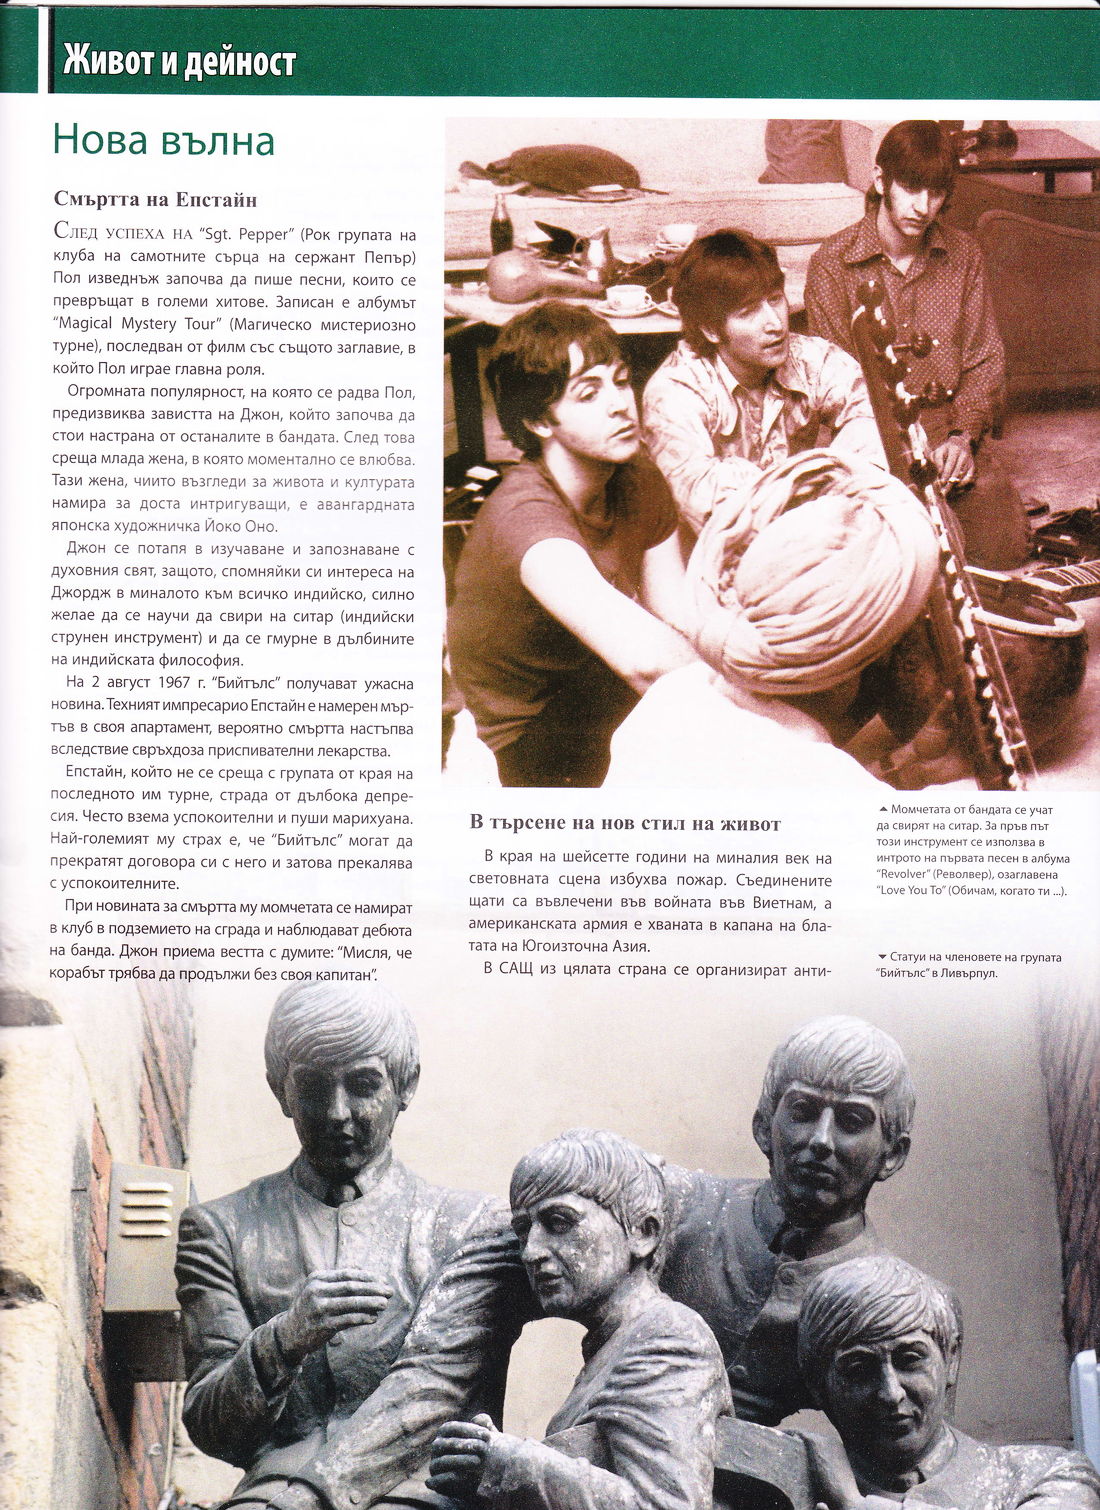 Живот и дейност
Нова вълна
Смъртта на Епстайн
След успеха на “Sgt. Pepper” (Рок групата на
клуба на самотните сърца на сержант Пепър)
Пол изведнъж започва да пише песни, които се
превръщат в големи хитове. Записан е албумът
“Magical Mystery Tour” (Магическо мистериозно
турне), последван от филм със същото заглавие, в
който Пол играе главна роля.
Огромната популярност, на която се радва Пол,
предизвиква завистта на Джон, който започва да
стои настрана от останалите в бандата. След това
среща млада жена, в която моментално се влюбва.
Тази жена, чиито възгледи за живота и културата
намира за доста интригуващи, е авангардната
японска художничка Йоко Оно.
Джон се потапя в изучаване и запознаване с
духовния свят, защото, спомняйки си интереса на
Джордж в миналото към всичко индийско, силно
желае да се научи да свири на ситар (индийски
струнен инструмент) и да се гмурне в дълбините
на индийската философия.
На 2 август 1967 г. “Бийтълс” получават ужасна
новина. Техният импресарио Епстайн е намерен мър-
тъв в своя апартамент, вероятно смъртта настъпва
вследствие свръхдоза приспивателни лекарства.
Епстайн, който не се среща с групата от края на
последното им турне, страда от дълбока депре-
сия. Често взема успокоителни и пуши марихуана.
Най-големият му страх е, че “Бийтълс” могат да
прекратят договора си с него и затова прекалява
с успокоителните.
При новината за смъртта му момчетата се намират
в клуб в подземието на сграда и наблюдават дебюта
на банда. Джон приема вестта с думите: “Мисля, че
корабът трябва да продължи без своя капитан”.
В търсене на нов стил на живот
В края на шейсетте години на миналия век на
световната сцена избухва пожар. Съединените
щати са въвлечени във войната във Виетнам, а
американската армия е хваната в капана на бла-
тата на Югоизточна Азия.
В САЩ из цялата страна се организират анти-
Момчетата от бандата се учат
да свирят на ситар. За пръв път
този инструмент се използва в
интрото на първата песен в албума
“Revolver” (Револвер), озаглавена
“Love You To” (Обичам, когато ти ...).
Статуи на членовете на групата
“Бийтълс” в Ливърпул.